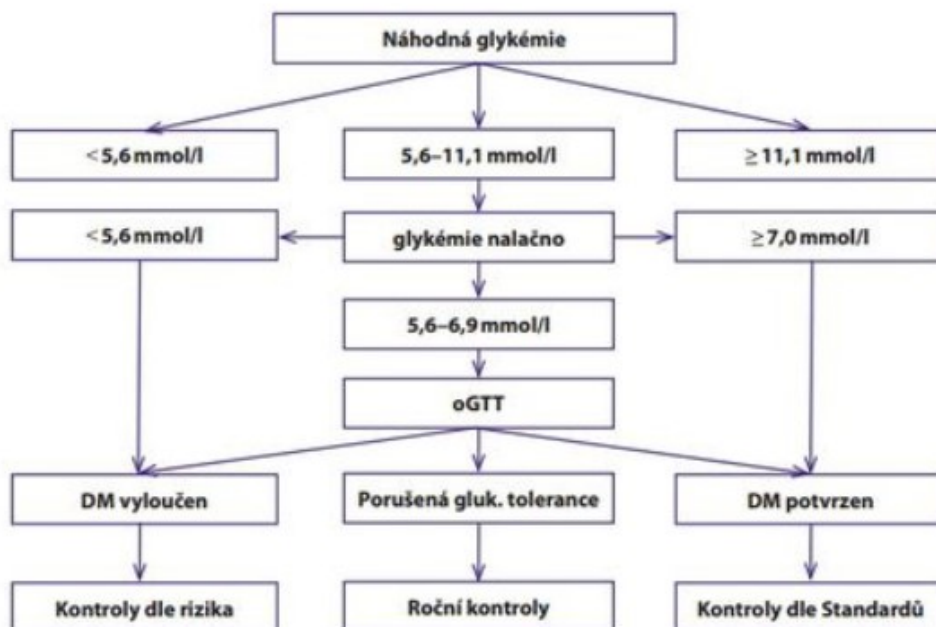 Náhodná glykémie
<5,6 mmol/l
5,6–11,1 mmol/l
≥11,1 mmol/l
<5,6 mmol/l
glykémie nalačno
≥7,0 mmol/l
5,6–6,9 mmol/l
oGTT
DM vyloučen
Porušená gluk. tolerance
DM potvrzen
Kontroly dle rizika
Roční kontroly
Kontroly dle Standardů